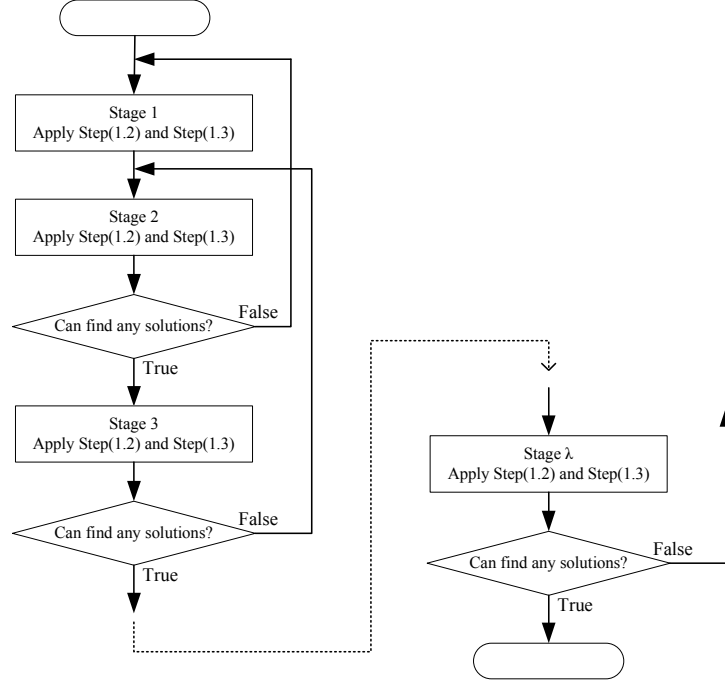 Stage 1
Apply Step(1.2) and Step(1.3)
Stage 2
Apply Step(1.2) and Step(1.3)
Can find any solutions?
False
True
Stage 3
Apply Step(1.2) and Step(1.3)
Can find any solutions?
False
True
Stage λ
Apply Step(1.2) and Step(1.3)
Can find any solutions?
False
True